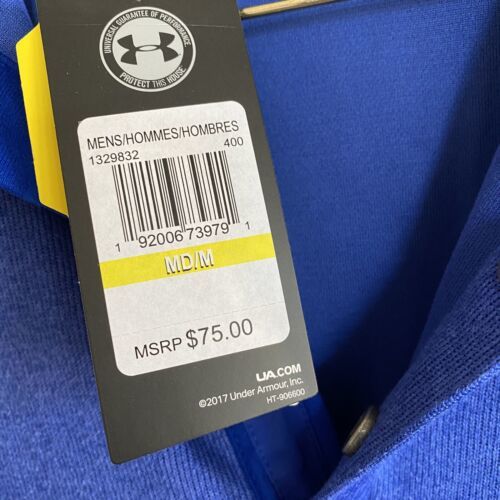 UNIVERSAL GUARANTEE OF PERFORMANCE
PROTECT THIS HOUSE
MENS/HOMMES/HOMBRES
1329832 400
1 92006 73979 1
MD/M
MSRP $75.00
UA.COM
©2017 Under Armour, Inc.
HT-906600